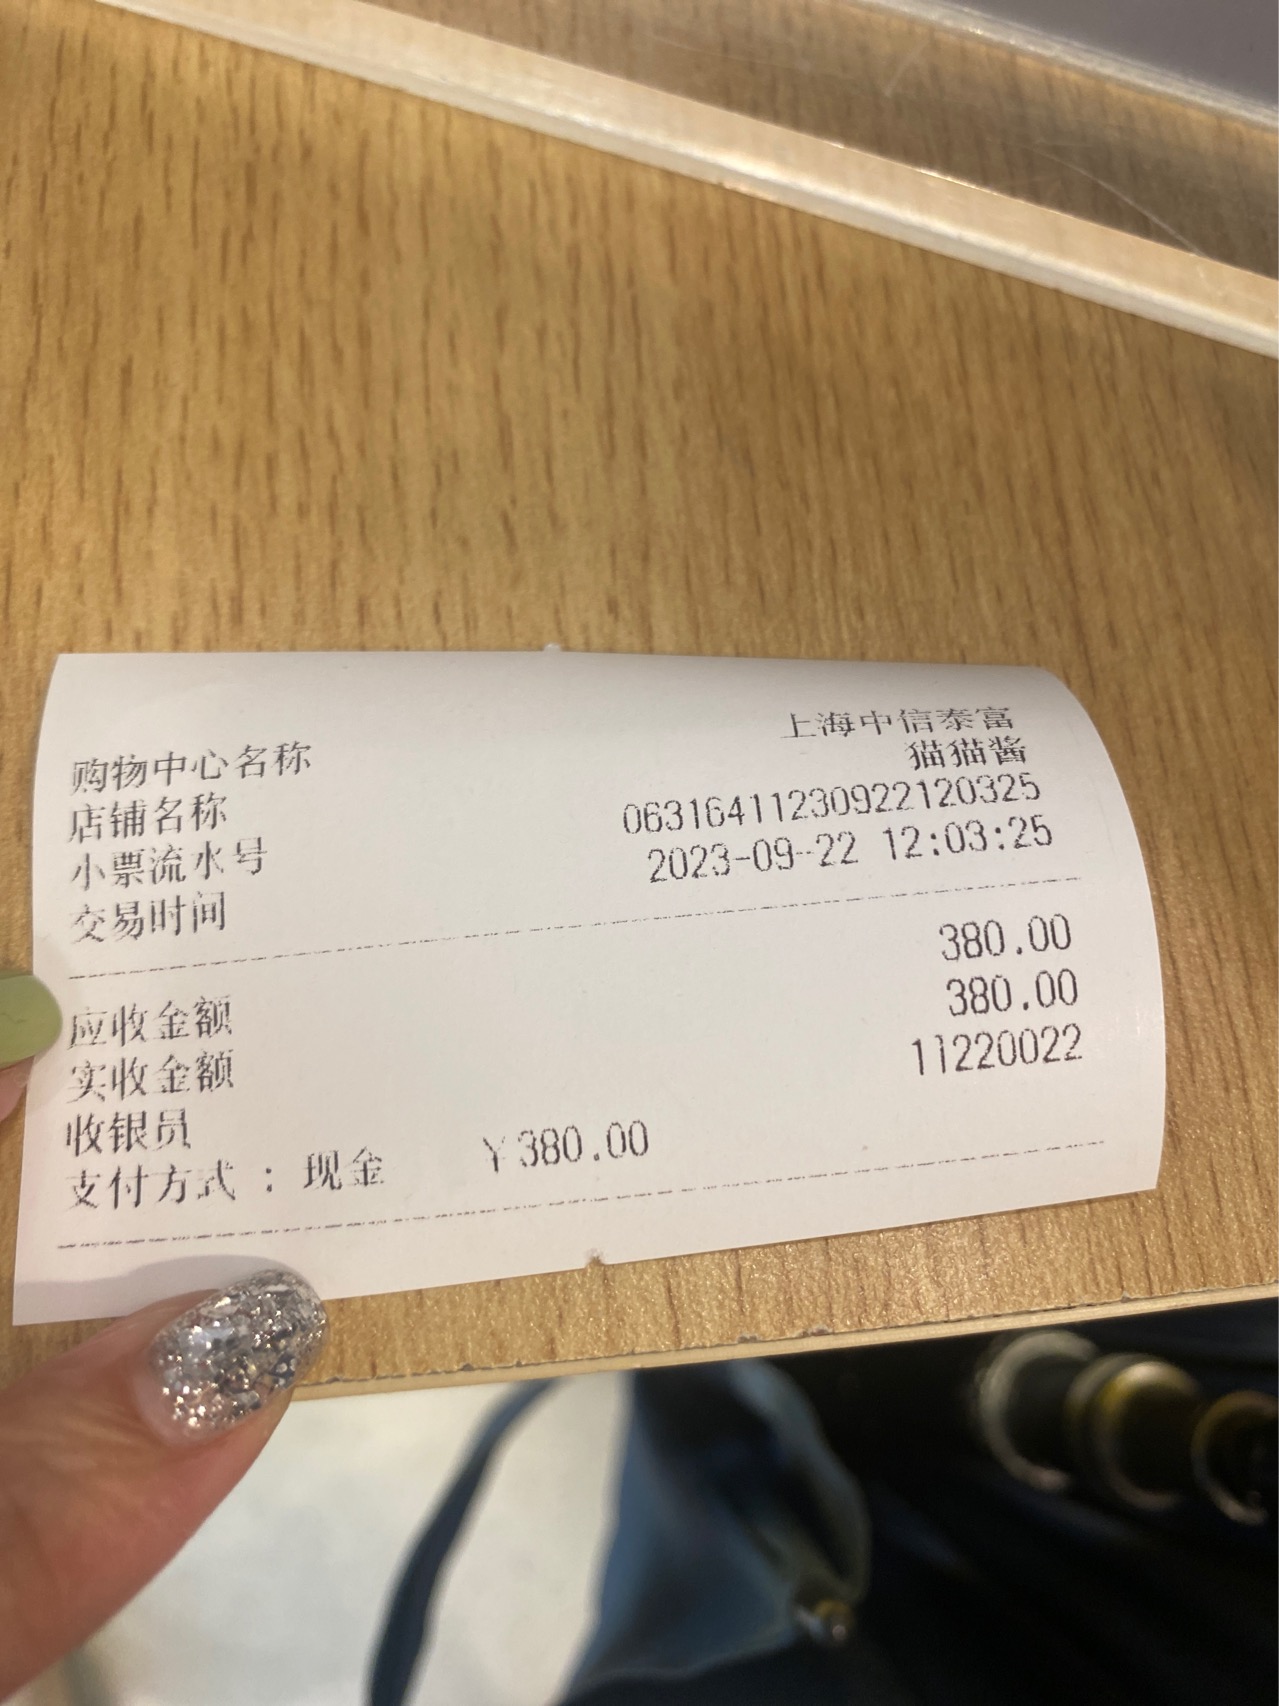 购物中心名称 上海中信泰富
店铺名称 猫猫酱
小票流水号 06316411230922120325
交易时间 2023-09-22 12:03:25
应收金额 380.00
实收金额 380.00
收银员 11220022
支付方式：现金 ¥380.00